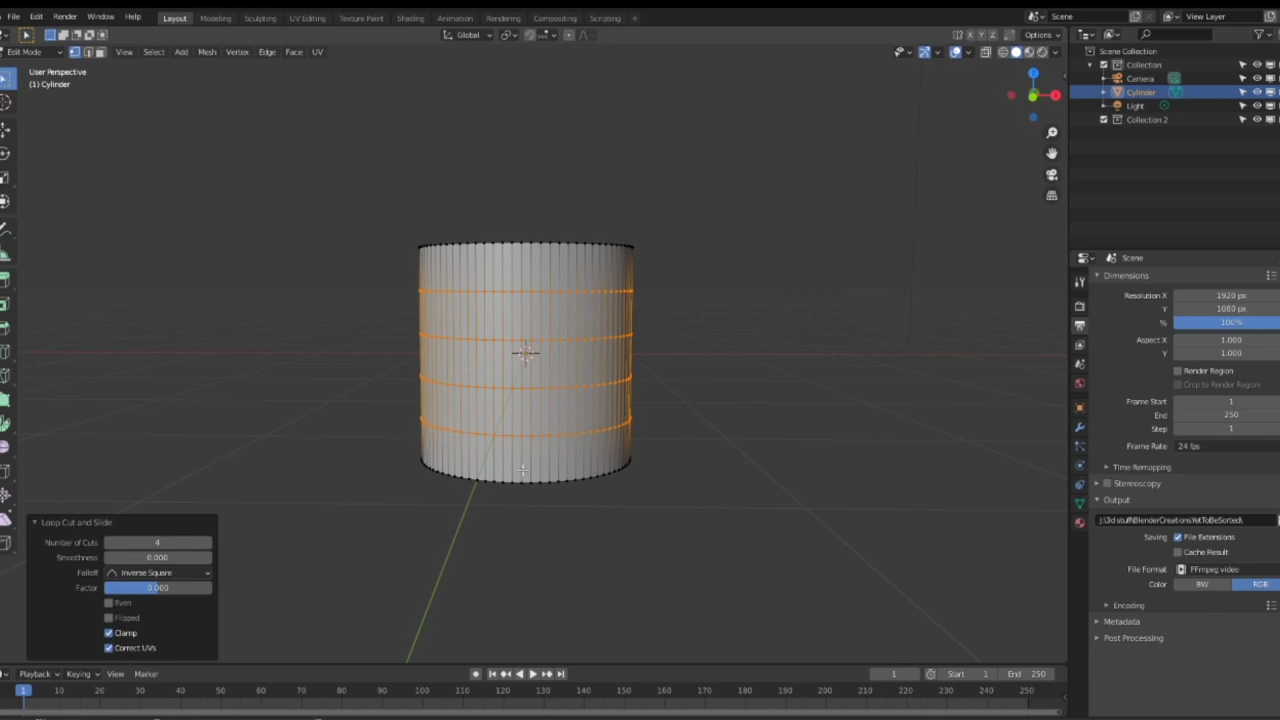 File Edit Render Window Help Layout Modeling Sculpting UV Editing Texture Paint Shading Animation Rendering Compositing Scripting + Scene View Layer
Global X Y Z Options
Edit Mode View Select Add Mesh Vertex Edge Face UV
User Perspective
(1) Cylinder
Z
X
Scene Collection
Collection
Camera
Cylinder
Light
Collection 2
Scene
Dimensions
Resolution X 1920 px
Y 1080 px
% 100%
Aspect X 1.000
Y 1.000
Render Region
Crop to Render Region
Frame Start 1
End 250
Step 1
Frame Rate 24 fps
Time Remapping
Stereoscopy
Output
J:\3d stuff\BlenderCreationsYetToBeSorted\
Saving File Extensions
Cache Result
File Format FFmpeg video
Color BW RGB
Encoding
Metadata
Post Processing
Loop Cut and Slide
Number of Cuts 4
Smoothness 0.000
Falloff Inverse Square
Factor 0.000
Even
Flipped
Clamp
Correct UVs
Playback Keying View Marker 1 Start 1 End 250
1 10 20 30 40 50 60 70 80 90 100 110 120 130 140 150 160 170 180 190 200 210 220 230 240 250